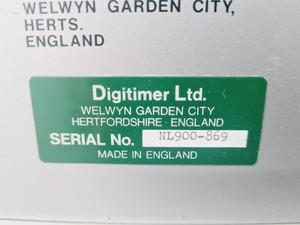 WELWYN GARDEN CITY,
HERTS.
ENGLAND
Digitimer Ltd.
WELWYN GARDEN CITY
HERTFORDSHIRE · ENGLAND
SERIAL No. NL900-869
MADE IN ENGLAND